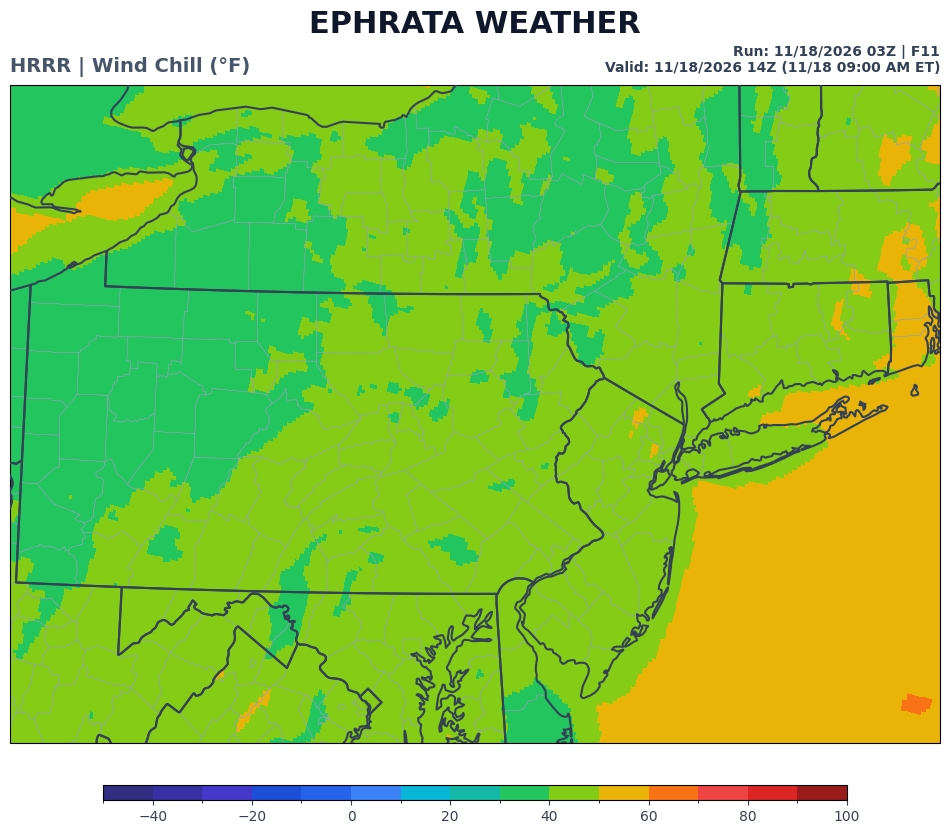 EPHRATA WEATHER
HRRR | Wind Chill (°F)
Run: 11/18/2026 03Z | F11
Valid: 11/18/2026 14Z (11/18 09:00 AM ET)
−40 −20 0 20 40 60 80 100